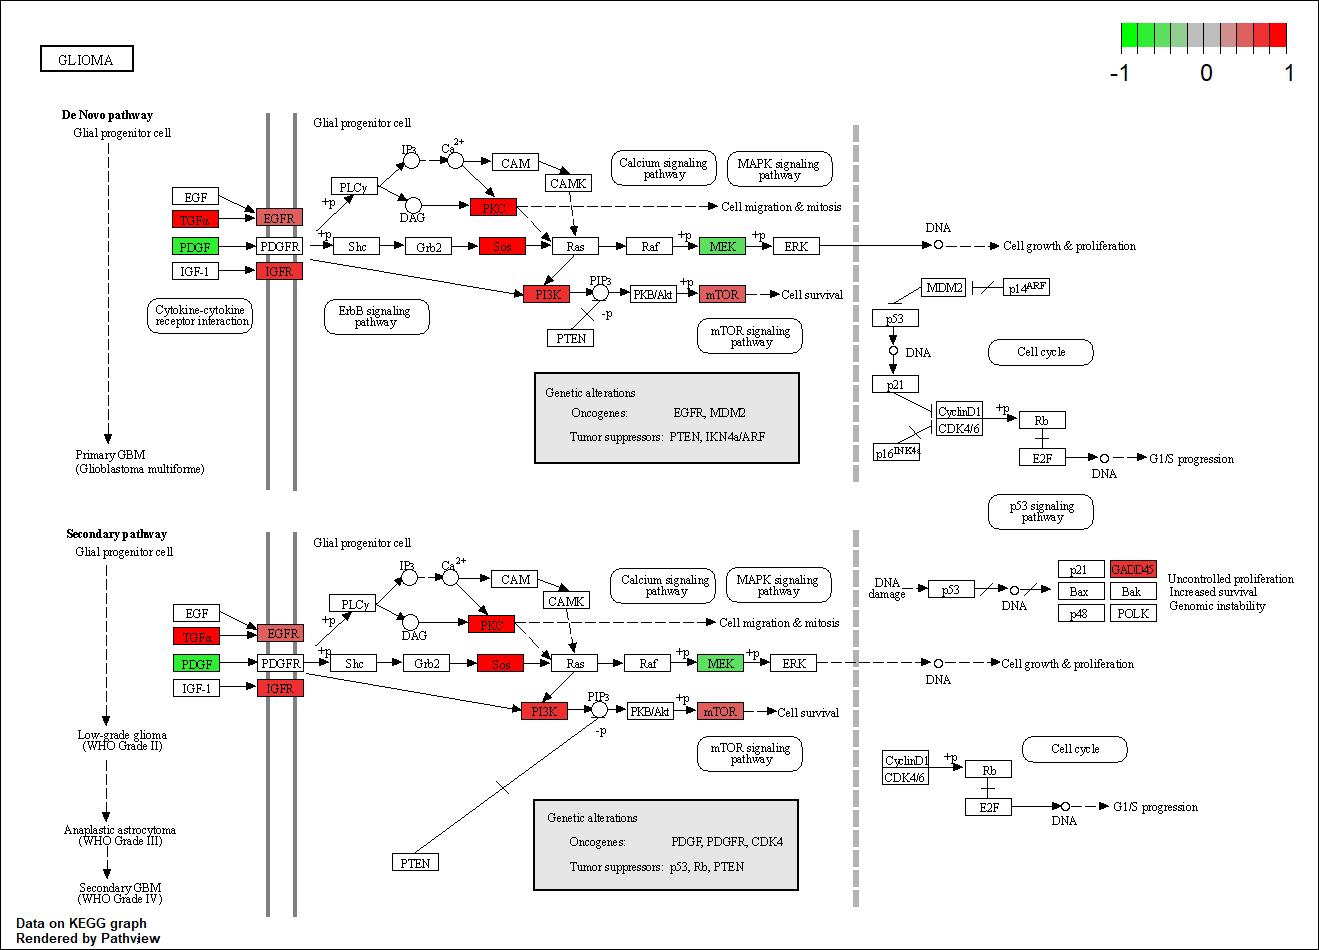 -1 0 1
GLIOMA
De Novo pathway
Glial progenitor cell
Glial progenitor cell
IP3
Ca2+
CAM
CAMK
PLCγ
DAG
PKC
Calcium signaling
pathway
MAPK signaling
pathway
Cell migration & mitosis
EGF
TGFα
EGFR
PDGF
PDGFR
IGF-1
IGFR
+p
+p
Shc
Grb2
Sos
Ras
Raf
+p
MEK
+p
ERK
DNA
Cell growth & proliferation
PI3K
PIP3
-p
PKB/Akt
+p
mTOR
Cell survival
PTEN
Cytokine-cytokine
receptor interaction
ErbB signaling
pathway
mTOR signaling
pathway
MDM2
p14ARF
p53
DNA
p21
Cell cycle
CyclinD1
CDK4/6
+p
Rb
p16INK4a
E2F
DNA
G1/S progression
Genetic alterations
Oncogenes: EGFR, MDM2
Tumor suppressors: PTEN, IKN4a/ARF
Primary GBM
(Glioblastoma multiforme)
p53 signaling
pathway
Secondary pathway
Glial progenitor cell
Glial progenitor cell
IP3
Ca2+
CAM
CAMK
PLCγ
DAG
PKC
Calcium signaling
pathway
MAPK signaling
pathway
Cell migration & mitosis
DNA
damage
p53
DNA
p21
GADD45
Bax
Bak
p48
POLK
Uncontrolled proliferation
Increased survival
Genomic instability
EGF
TGFα
EGFR
PDGF
PDGFR
IGF-1
IGFR
+p
+p
Shc
Grb2
Sos
Ras
Raf
+p
MEK
+p
ERK
DNA
Cell growth & proliferation
PI3K
PIP3
-p
PKB/Akt
+p
mTOR
Cell survival
mTOR signaling
pathway
Cell cycle
CyclinD1
CDK4/6
+p
Rb
E2F
DNA
G1/S progression
Low-grade glioma
(WHO Grade II)
Anaplastic astrocytoma
(WHO Grade III)
Secondary GBM
(WHO Grade IV)
PTEN
Genetic alterations
Oncogenes: PDGF, PDGFR, CDK4
Tumor suppressors: p53, Rb, PTEN
Data on KEGG graph
Rendered by Pathview